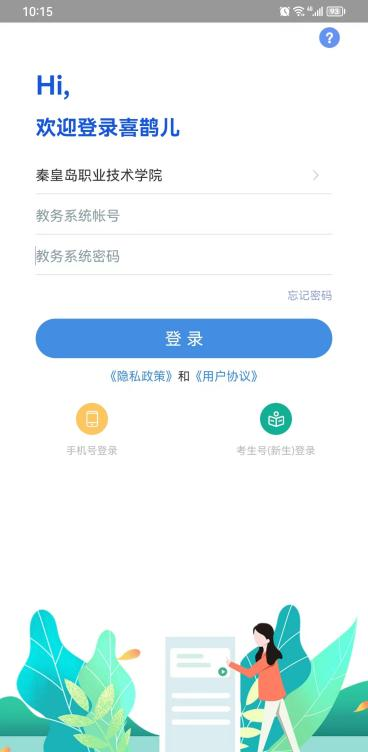 10:15
46
93
?
Hi,
欢迎登录喜鹊儿
秦皇岛职业技术学院
教务系统帐号
教务系统密码
忘记密码
登录
《隐私政策》和《用户协议》
手机号登录
考生号(新生)登录